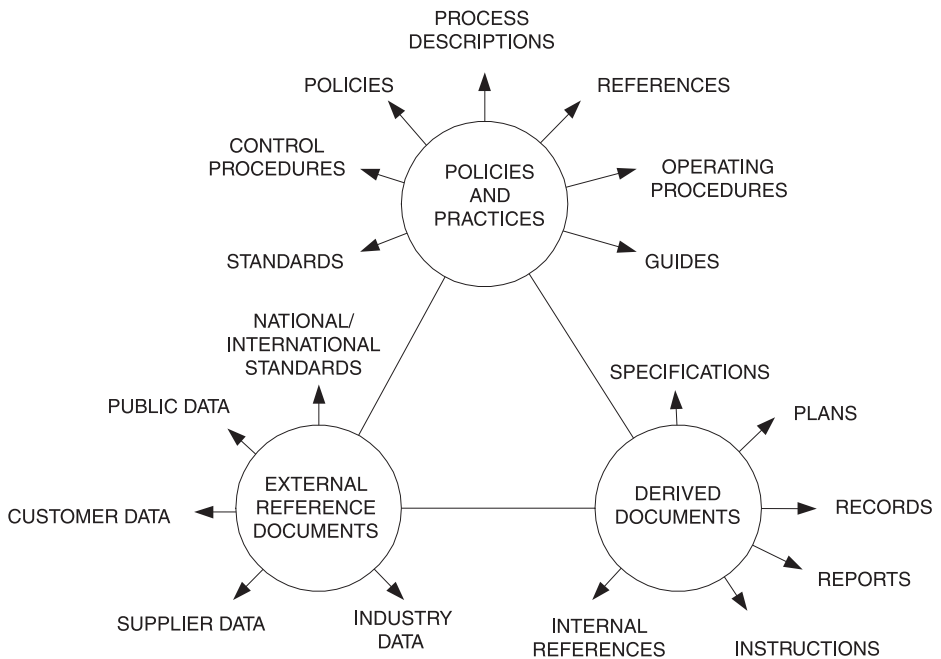 PROCESS
DESCRIPTIONS
POLICIES
REFERENCES
CONTROL
PROCEDURES
POLICIES
AND
PRACTICES
OPERATING
PROCEDURES
STANDARDS
GUIDES
NATIONAL/
INTERNATIONAL
STANDARDS
PUBLIC DATA
EXTERNAL
REFERENCE
DOCUMENTS
CUSTOMER DATA
SUPPLIER DATA
INDUSTRY
DATA
SPECIFICATIONS
PLANS
DERIVED
DOCUMENTS
RECORDS
REPORTS
INTERNAL
REFERENCES
INSTRUCTIONS